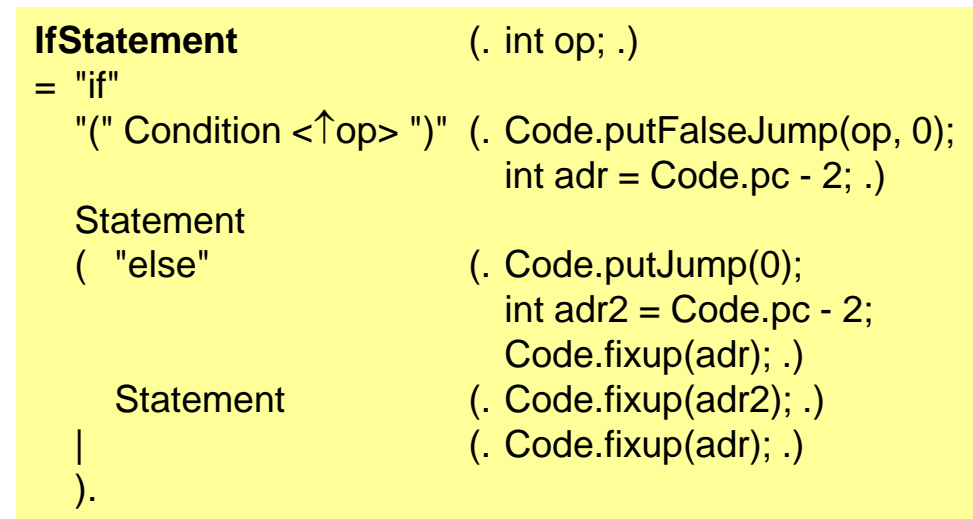 IfStatement (. int op; .)
= "if"
"(" Condition <↑op> ")" (. Code.putFalseJump(op, 0);
int adr = Code.pc - 2; .)
Statement
( "else" (. Code.putJump(0);
int adr2 = Code.pc - 2;
Code.fixup(adr); .)
Statement (. Code.fixup(adr2); .)
| (. Code.fixup(adr); .)
).